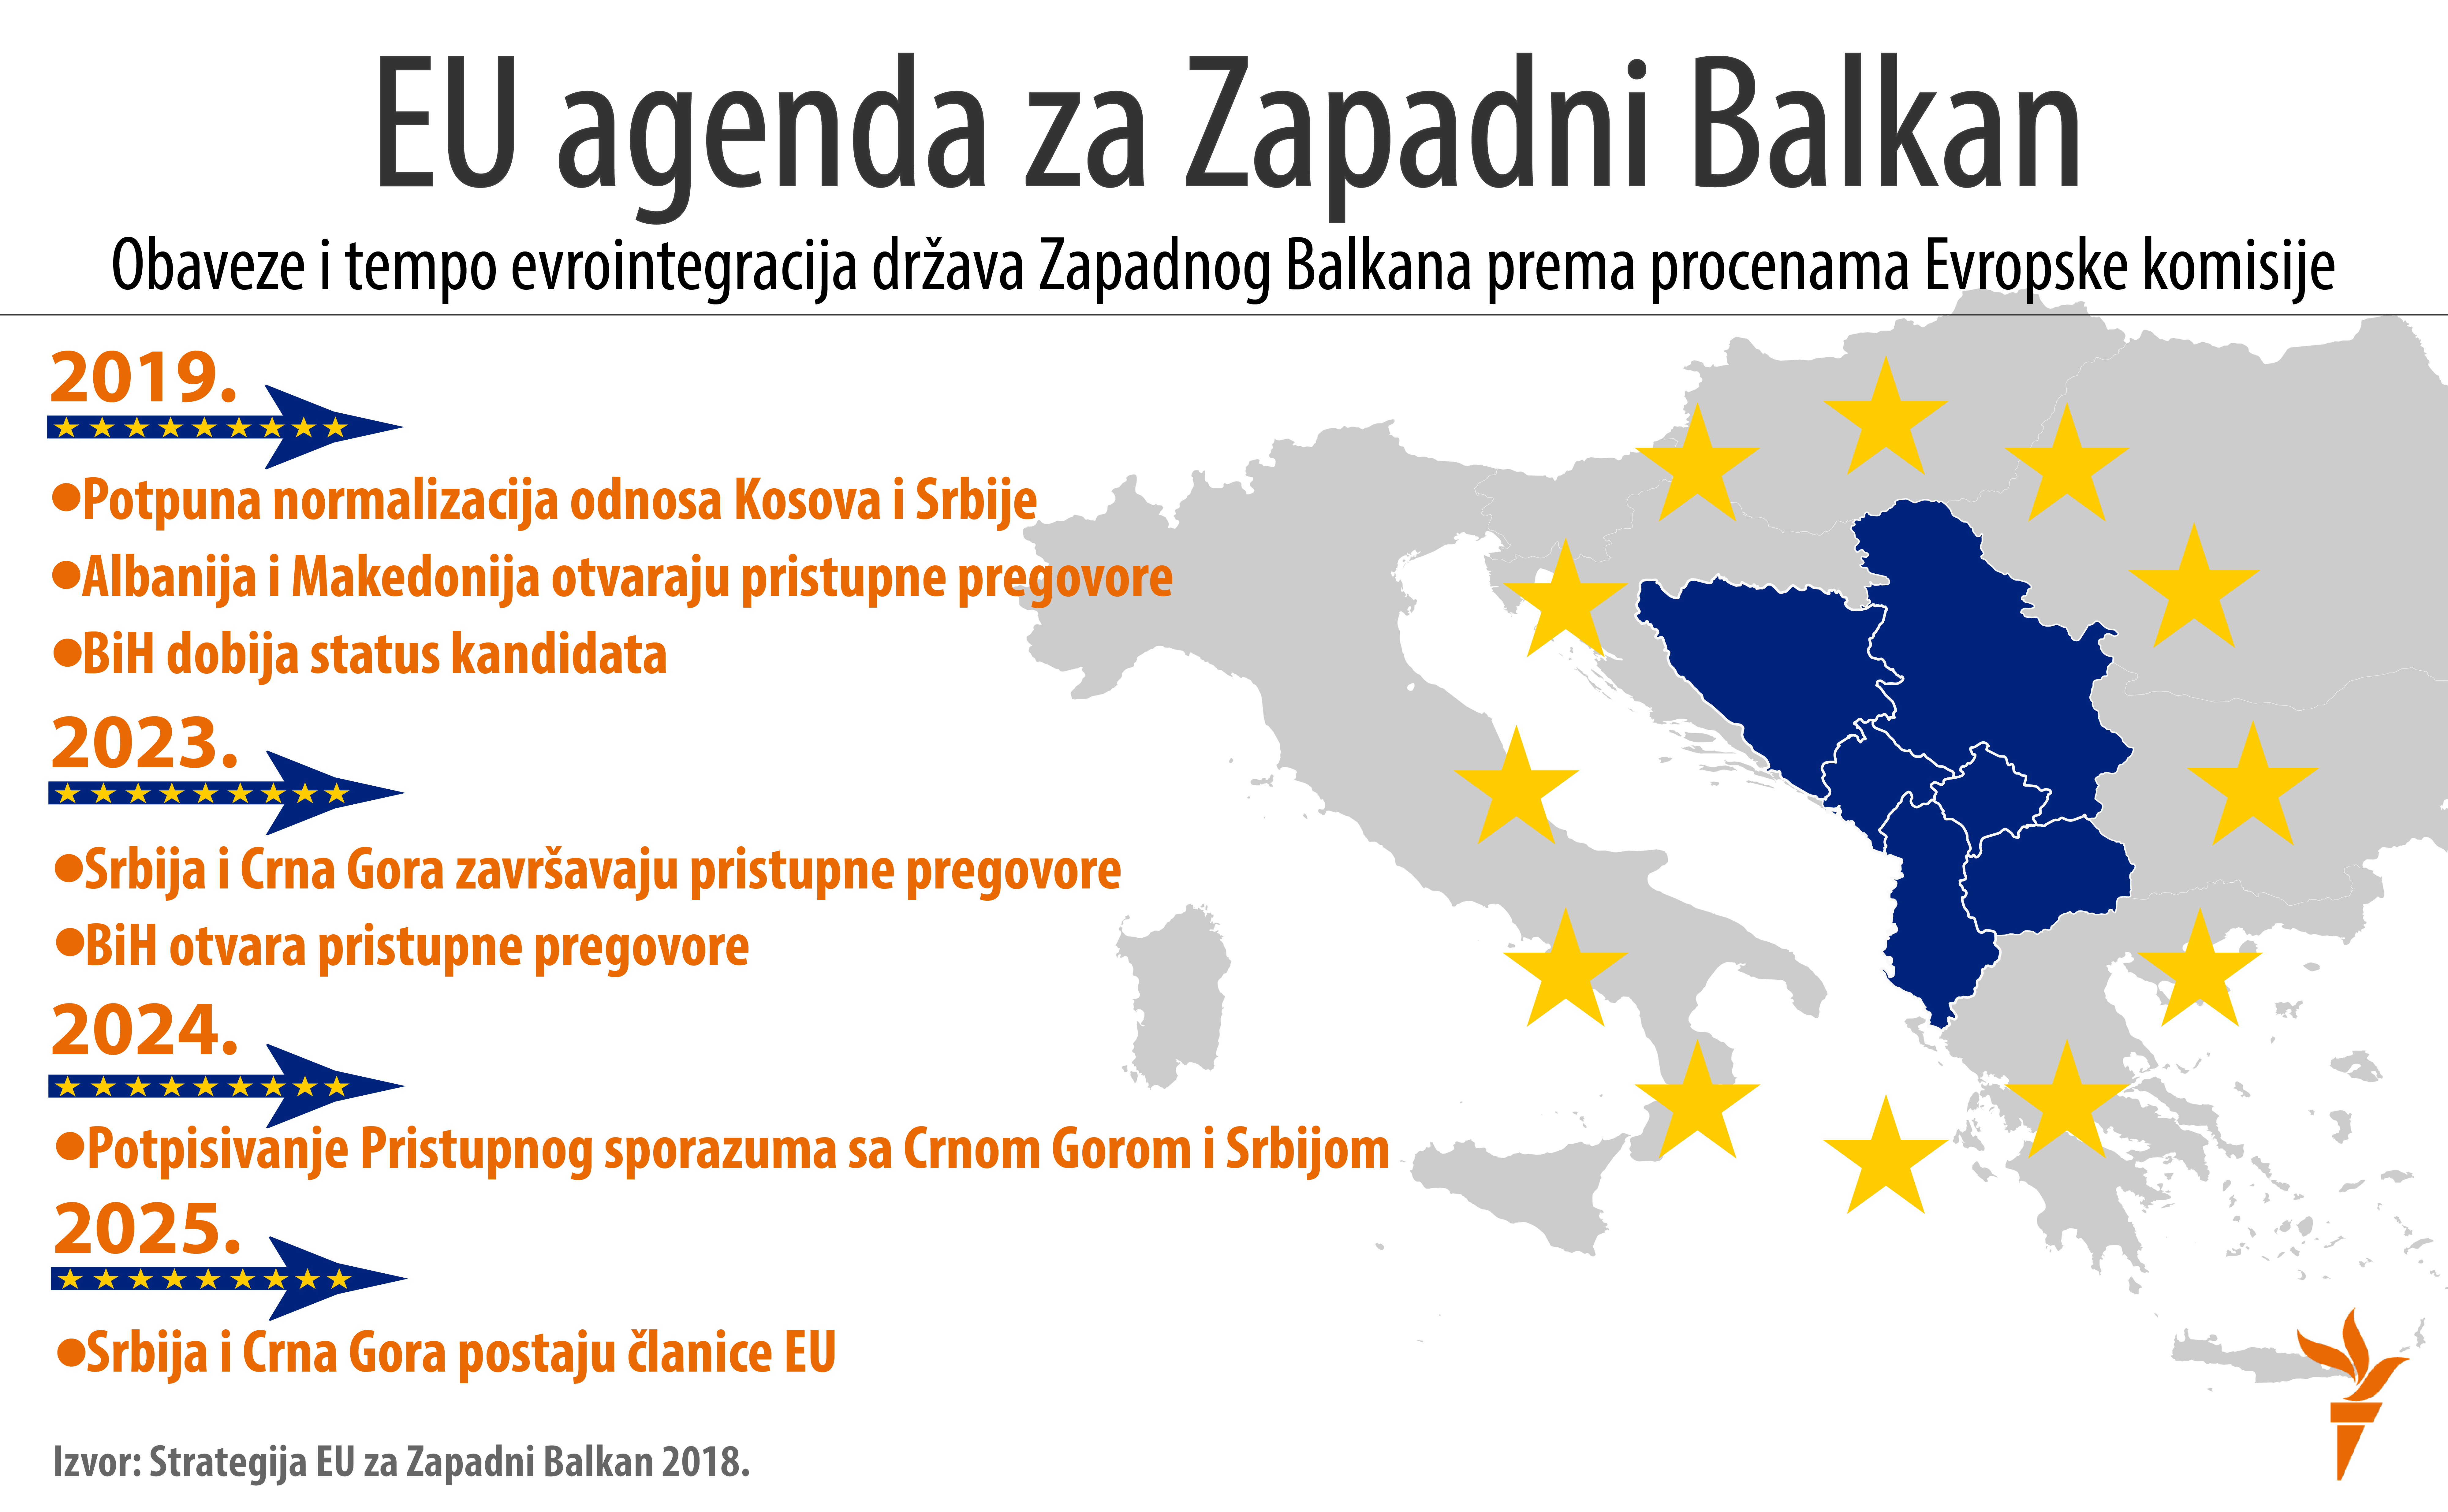 EU agenda za Zapadni Balkan
Obaveze i tempo evrointegracija država Zapadnog Balkana prema procenama Evropske komisije
2019.
●Potpuna normalizacija odnosa Kosova i Srbije
●Albanija i Makedonija otvaraju pristupne pregovore
●BiH dobija status kandidata
2023.
●Srbija i Crna Gora završavaju pristupne pregovore
●BiH otvara pristupne pregovore
2024.
●Potpisivanje Pristupnog sporazuma sa Crnom Gorom i Srbijom
2025.
●Srbija i Crna Gora postaju članice EU
Izvor: Strategija EU za Zapadni Balkan 2018.